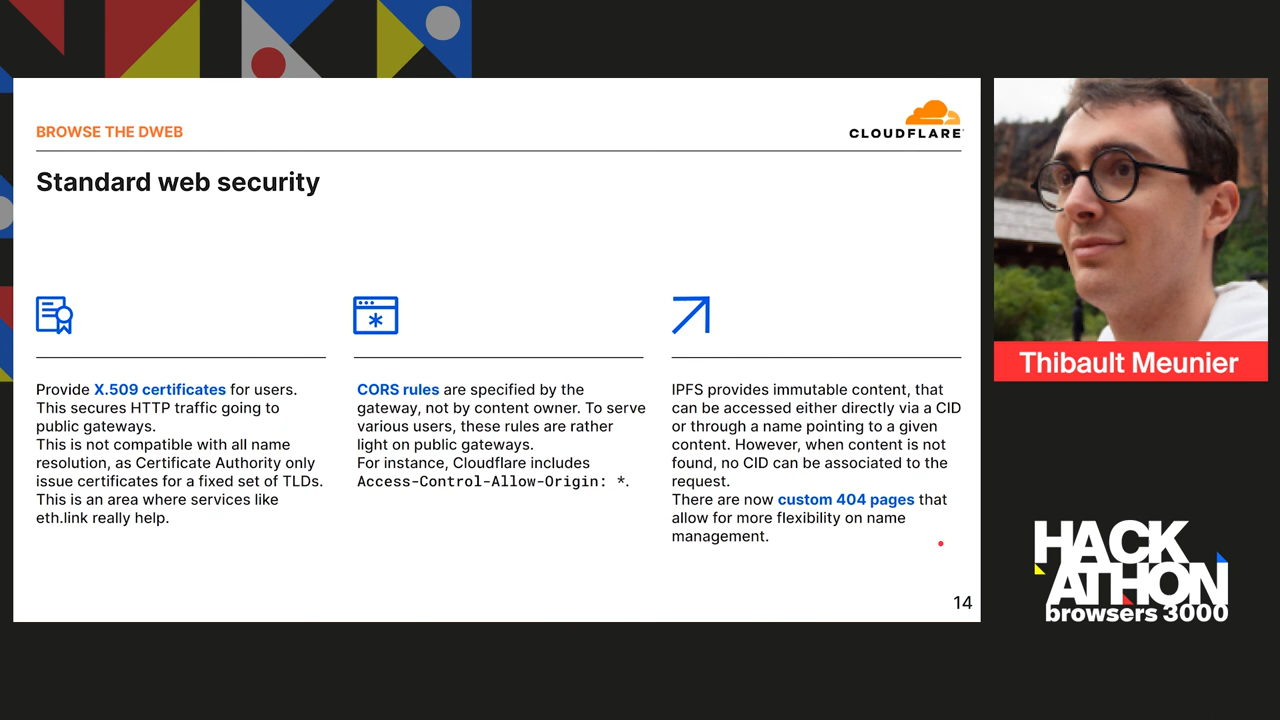 BROWSE THE DWEB
CLOUDFLARE
Standard web security
Provide X.509 certificates for users.
This secures HTTP traffic going to
public gateways.
This is not compatible with all name
resolution, as Certificate Authority only
issue certificates for a fixed set of TLDs.
This is an area where services like
eth.link really help.
CORS rules are specified by the
gateway, not by content owner. To serve
various users, these rules are rather
light on public gateways.
For instance, Cloudflare includes
Access-Control-Allow-Origin: *.
IPFS provides immutable content, that
can be accessed either directly via a CID
or through a name pointing to a given
content. However, when content is not
found, no CID can be associated to the
request.
There are now custom 404 pages that
allow for more flexibility on name
management.
14
Thibault Meunier
HACK
ATHON
browsers 3000